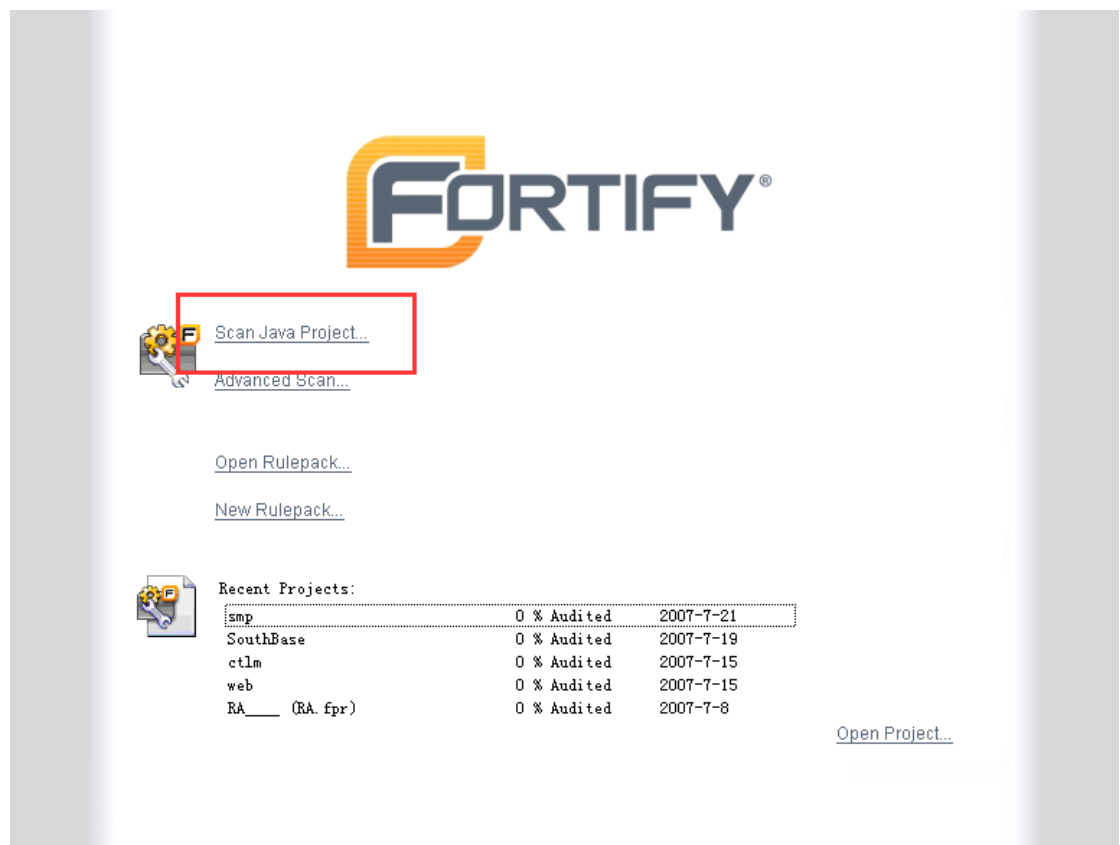 FORTIFY®
Scan Java Project...
Advanced Scan...
Open Rulepack...
New Rulepack...
Recent Projects:
smp 0 % Audited 2007-7-21
SouthBase 0 % Audited 2007-7-19
ctlm 0 % Audited 2007-7-15
web 0 % Audited 2007-7-15
RA____ (RA.fpr) 0 % Audited 2007-7-8
Open Project...